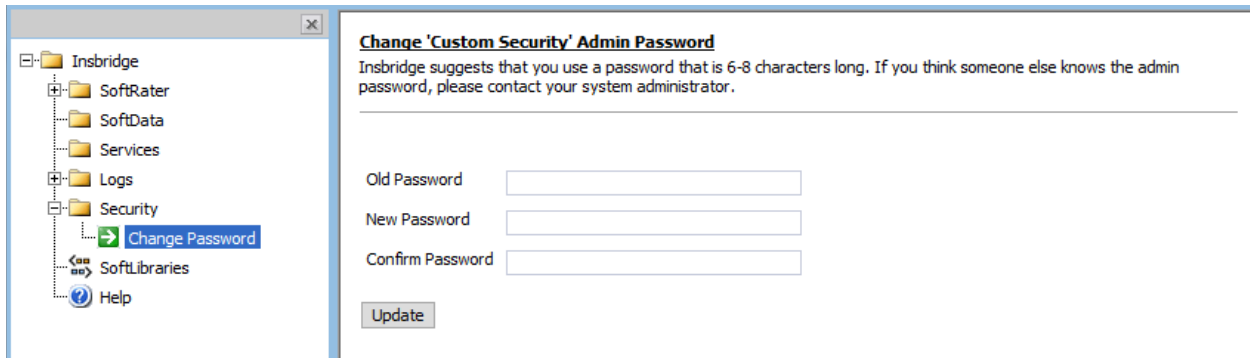 Insbridge
SoftRater
SoftData
Services
Logs
Security
Change Password
SoftLibraries
Help
Change 'Custom Security' Admin Password
Insbridge suggests that you use a password that is 6-8 characters long. If you think someone else knows the admin
password, please contact your system administrator.
Old Password
New Password
Confirm Password
Update